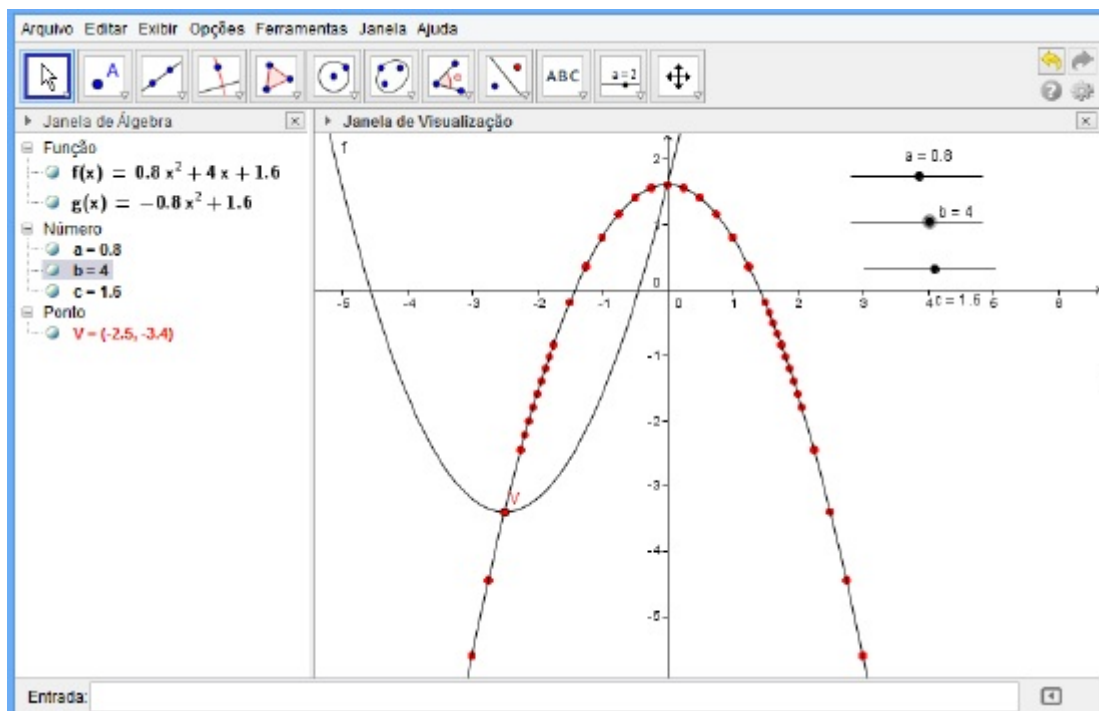 Arquivo Editar Exibir Opções Ferramentas Janela Ajuda
A
α
ABC
a=2
Janela de Álgebra
Janela de Visualização
Função
f(x) = 0.8 x² + 4 x + 1.6
g(x) = −0.8 x² + 1.6
Número
a = 0.8
b = 4
c = 1.6
Ponto
V = (-2.5, -3.4)
f
a = 0.8
b = 4
c = 1.6
V
2
1
0
-5 -4 -3 -2 -1 0 1 2 3 4 5 6
-1
-2
-3
-4
-5
Entrada: